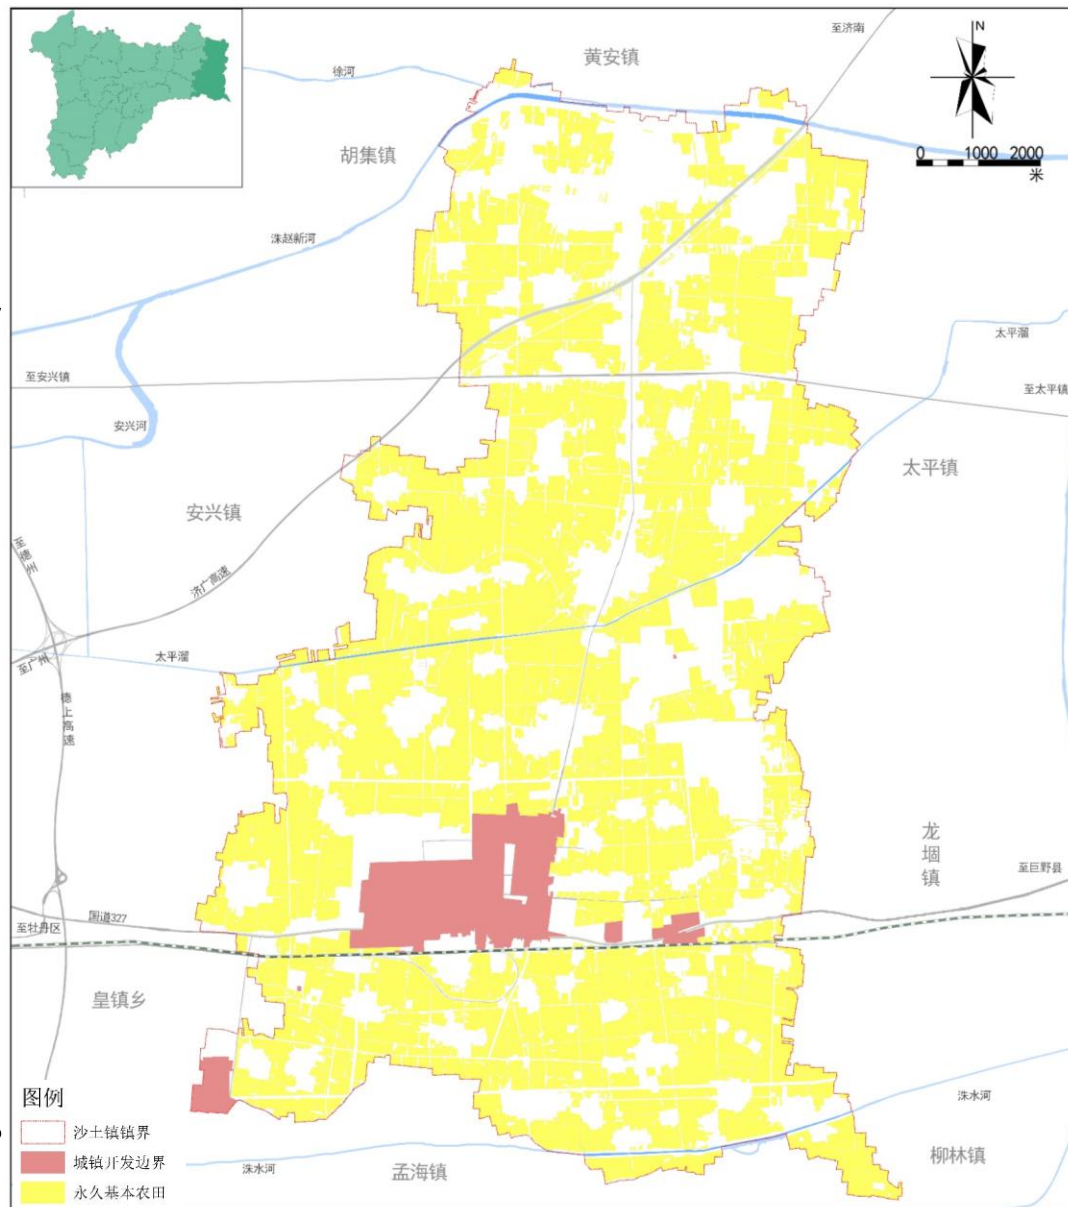 至济南
N
黄安镇
徐河
胡集镇
0 1000 2000
米
洙赵新河
太平溜
至安兴镇
至太平镇
安兴河
太平镇
安兴镇
至德州
济广高速
太平溜
至广州
德上高速
龙堌镇
至巨野县
国道327
至牡丹区
皇镇乡
图例
沙土镇镇界
城镇开发边界
永久基本农田
洙水河
洙水河
孟海镇
柳林镇